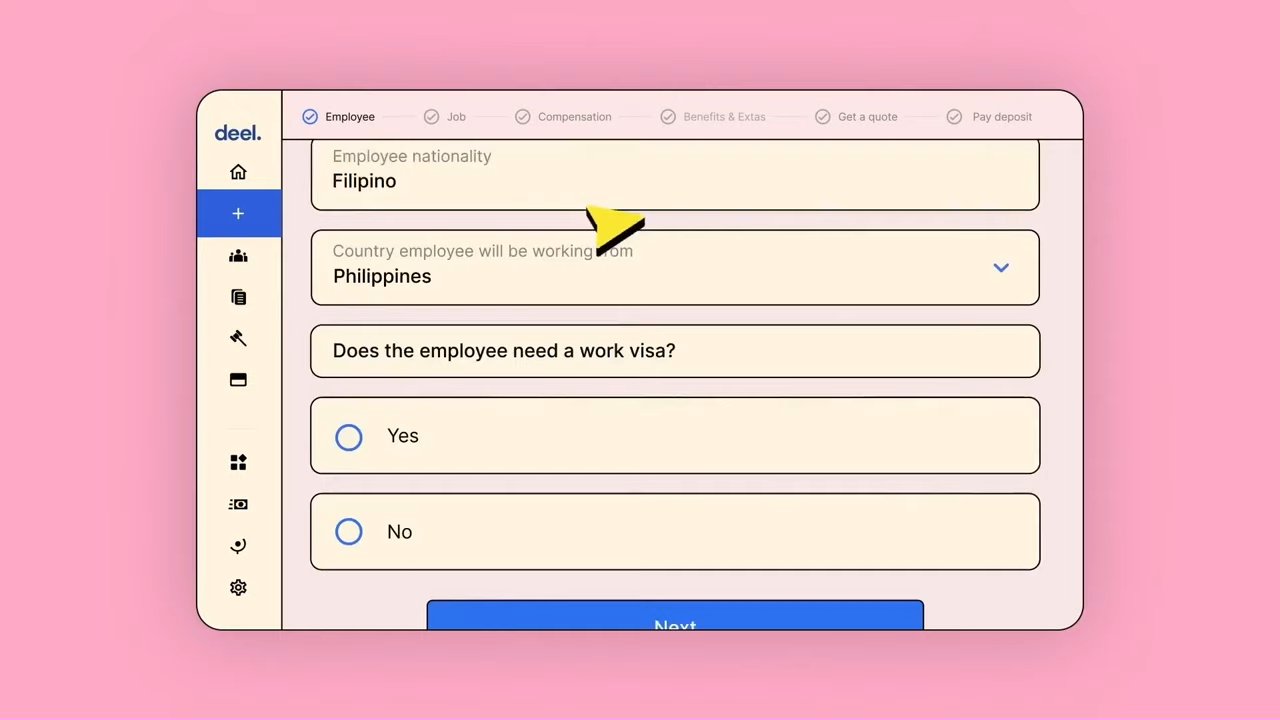 deel.
Employee
Job
Compensation
Benefits & Extas
Get a quote
Pay deposit
Employee nationality
Filipino
Country employee will be working from
Philippines
Does the employee need a work visa?
Yes
No
Next